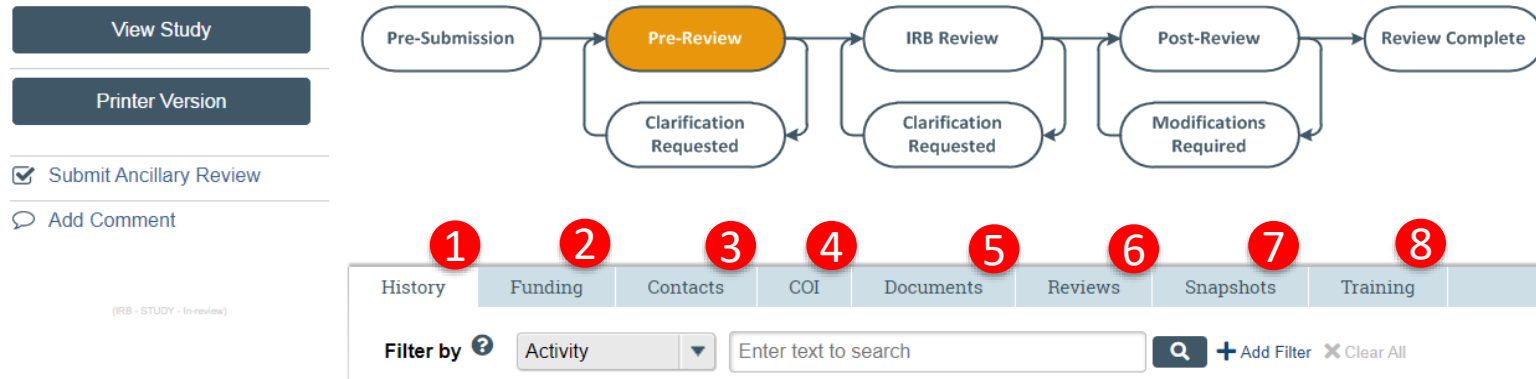 View Study
Printer Version
Submit Ancillary Review
Add Comment
(IRB - STUDY - In-review)
Pre-Submission
Pre-Review
IRB Review
Post-Review
Review Complete
Clarification
Requested
Clarification
Requested
Modifications
Required
1 2 3 4 5 6 7 8
History Funding Contacts COI Documents Reviews Snapshots Training
Filter by ? Activity Enter text to search Add Filter Clear All